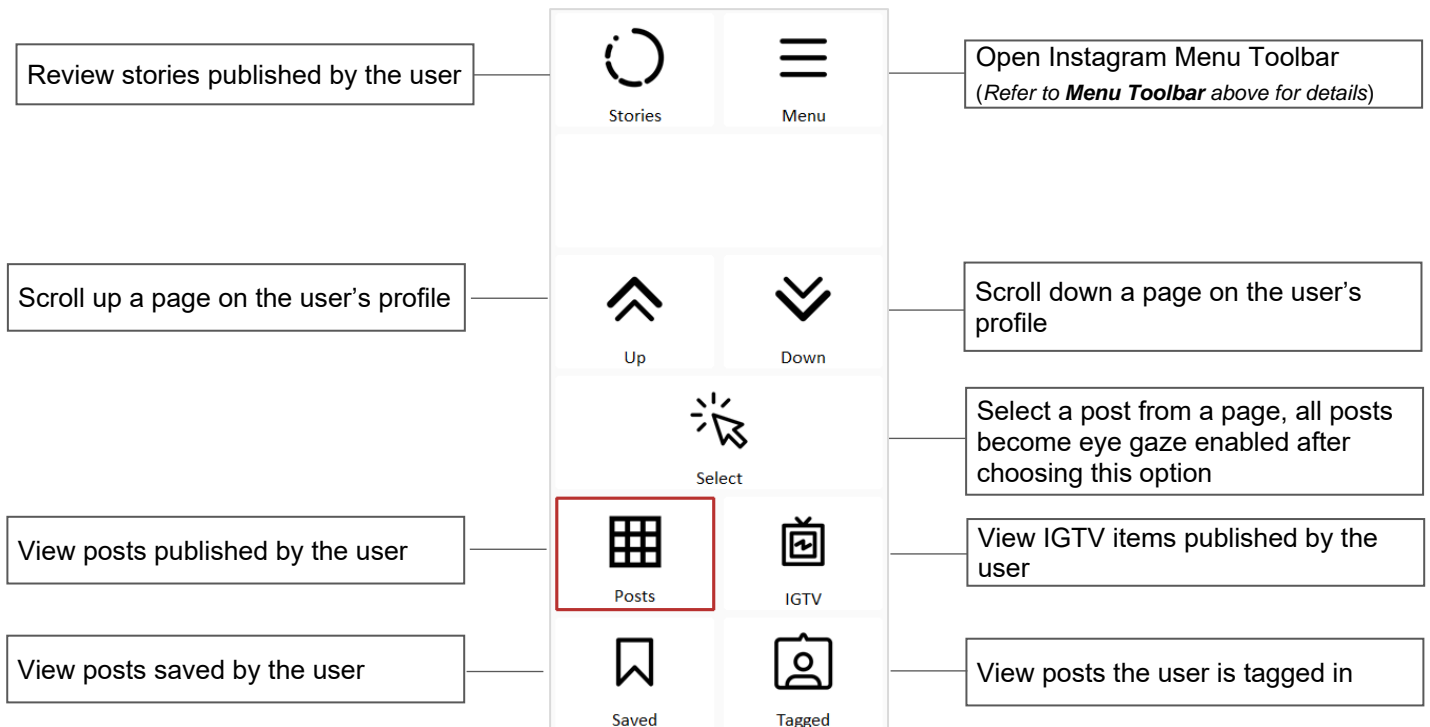 Review stories published by the user
Stories
Menu
Open Instagram Menu Toolbar
(Refer to Menu Toolbar above for details)
Scroll up a page on the user’s profile
Up
Down
Scroll down a page on the user’s
profile
Select
Select a post from a page, all posts
become eye gaze enabled after
choosing this option
View posts published by the user
Posts
IGTV
View IGTV items published by the
user
View posts saved by the user
Saved
Tagged
View posts the user is tagged in